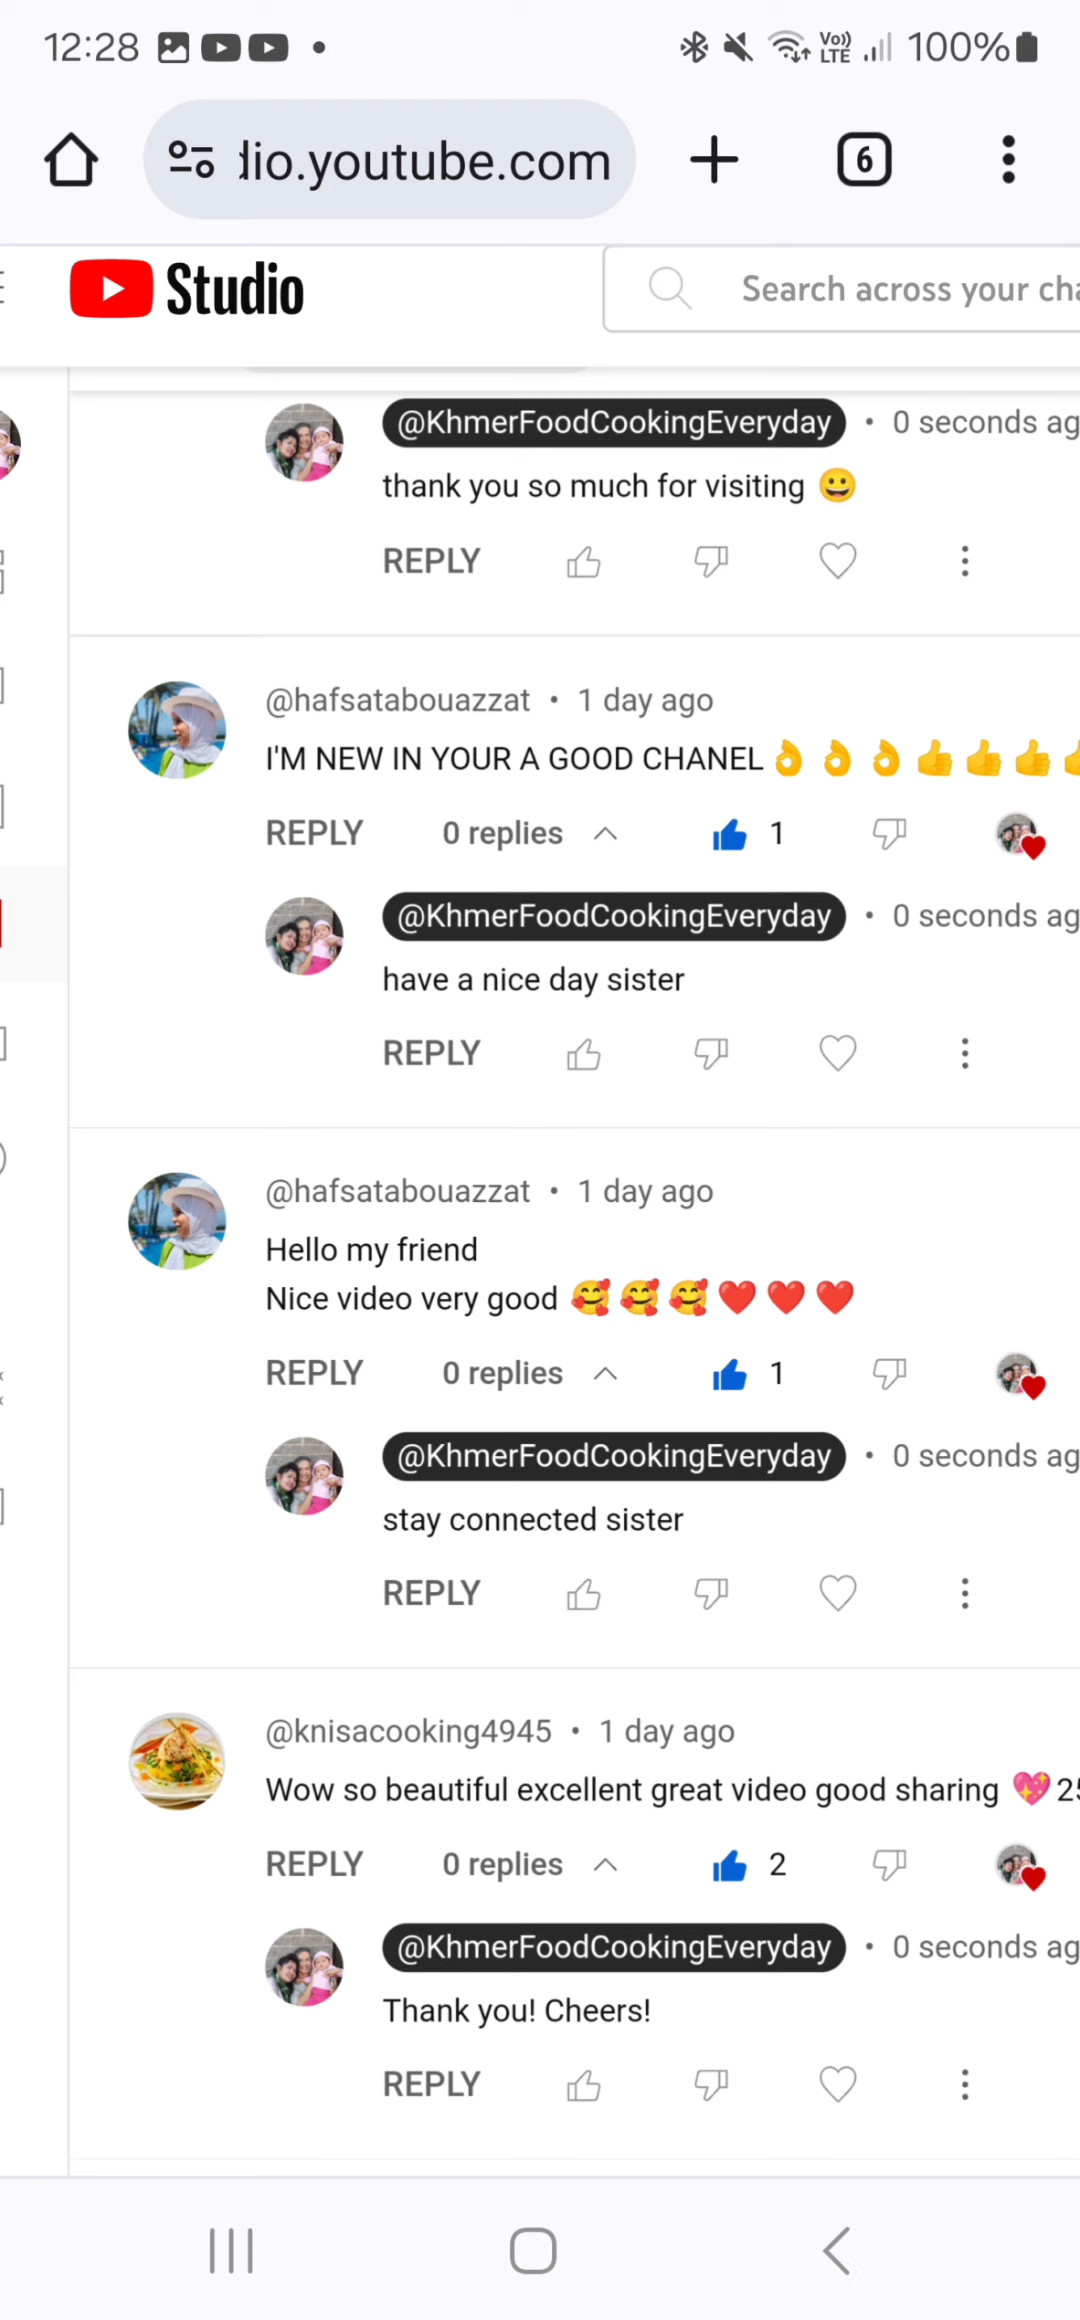 12:28 Vo)) LTE 100%
dio.youtube.com 6
Studio Search across your cha
@KhmerFoodCookingEveryday • 0 seconds ag
thank you so much for visiting 😀
REPLY
@hafsatabouazzat • 1 day ago
I'M NEW IN YOUR A GOOD CHANEL👌👌👌👍👍👍👍
REPLY 0 replies 1
@KhmerFoodCookingEveryday • 0 seconds ag
have a nice day sister
REPLY
@hafsatabouazzat • 1 day ago
Hello my friend
Nice video very good 🥰🥰🥰❤️❤️❤️
REPLY 0 replies 1
@KhmerFoodCookingEveryday • 0 seconds ag
stay connected sister
REPLY
@knisacooking4945 • 1 day ago
Wow so beautiful excellent great video good sharing 💖25
REPLY 0 replies 2
@KhmerFoodCookingEveryday • 0 seconds ag
Thank you! Cheers!
REPLY